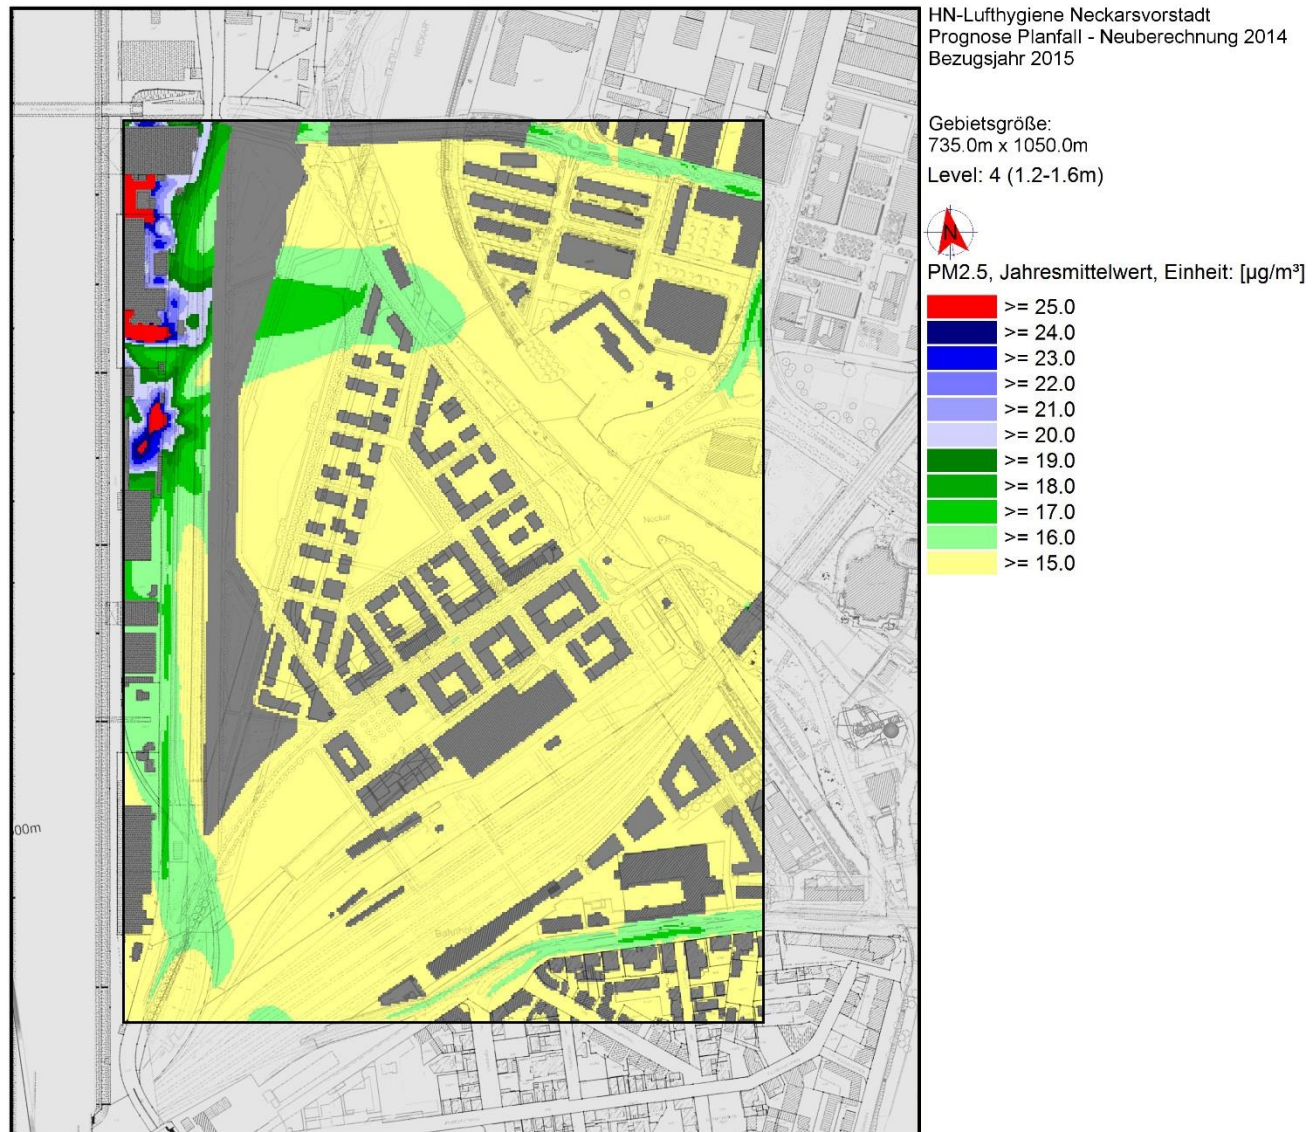 HN-Lufthygiene Neckarsvorstadt
Prognose Planfall - Neuberechnung 2014
Bezugsjahr 2015
Gebietsgröße:
735.0m x 1050.0m
Level: 4 (1.2-1.6m)
N
PM2.5, Jahresmittelwert, Einheit: [µg/m³]
>= 25.0
>= 24.0
>= 23.0
>= 22.0
>= 21.0
>= 20.0
>= 19.0
>= 18.0
>= 17.0
>= 16.0
>= 15.0
NECKAR
Neckar
00m